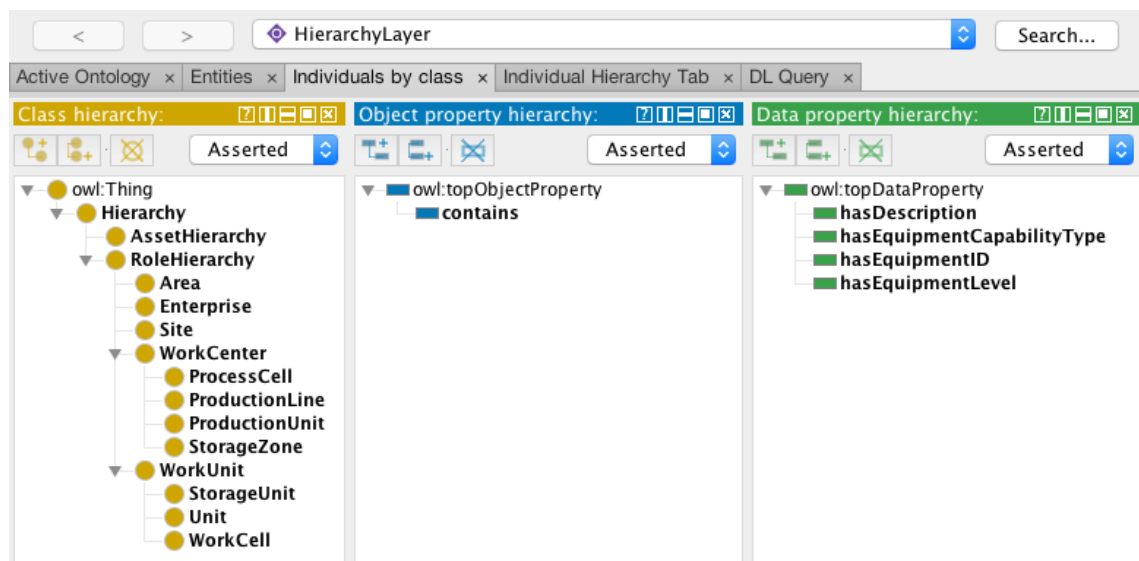 < > HierarchyLayer Search...
Active Ontology × Entities × Individuals by class × Individual Hierarchy Tab × DL Query ×
Class hierarchy:
Asserted
owl:Thing
Hierarchy
AssetHierarchy
RoleHierarchy
Area
Enterprise
Site
WorkCenter
ProcessCell
ProductionLine
ProductionUnit
StorageZone
WorkUnit
StorageUnit
Unit
WorkCell
Object property hierarchy:
Asserted
owl:topObjectProperty
contains
Data property hierarchy:
Asserted
owl:topDataProperty
hasDescription
hasEquipmentCapabilityType
hasEquipmentID
hasEquipmentLevel